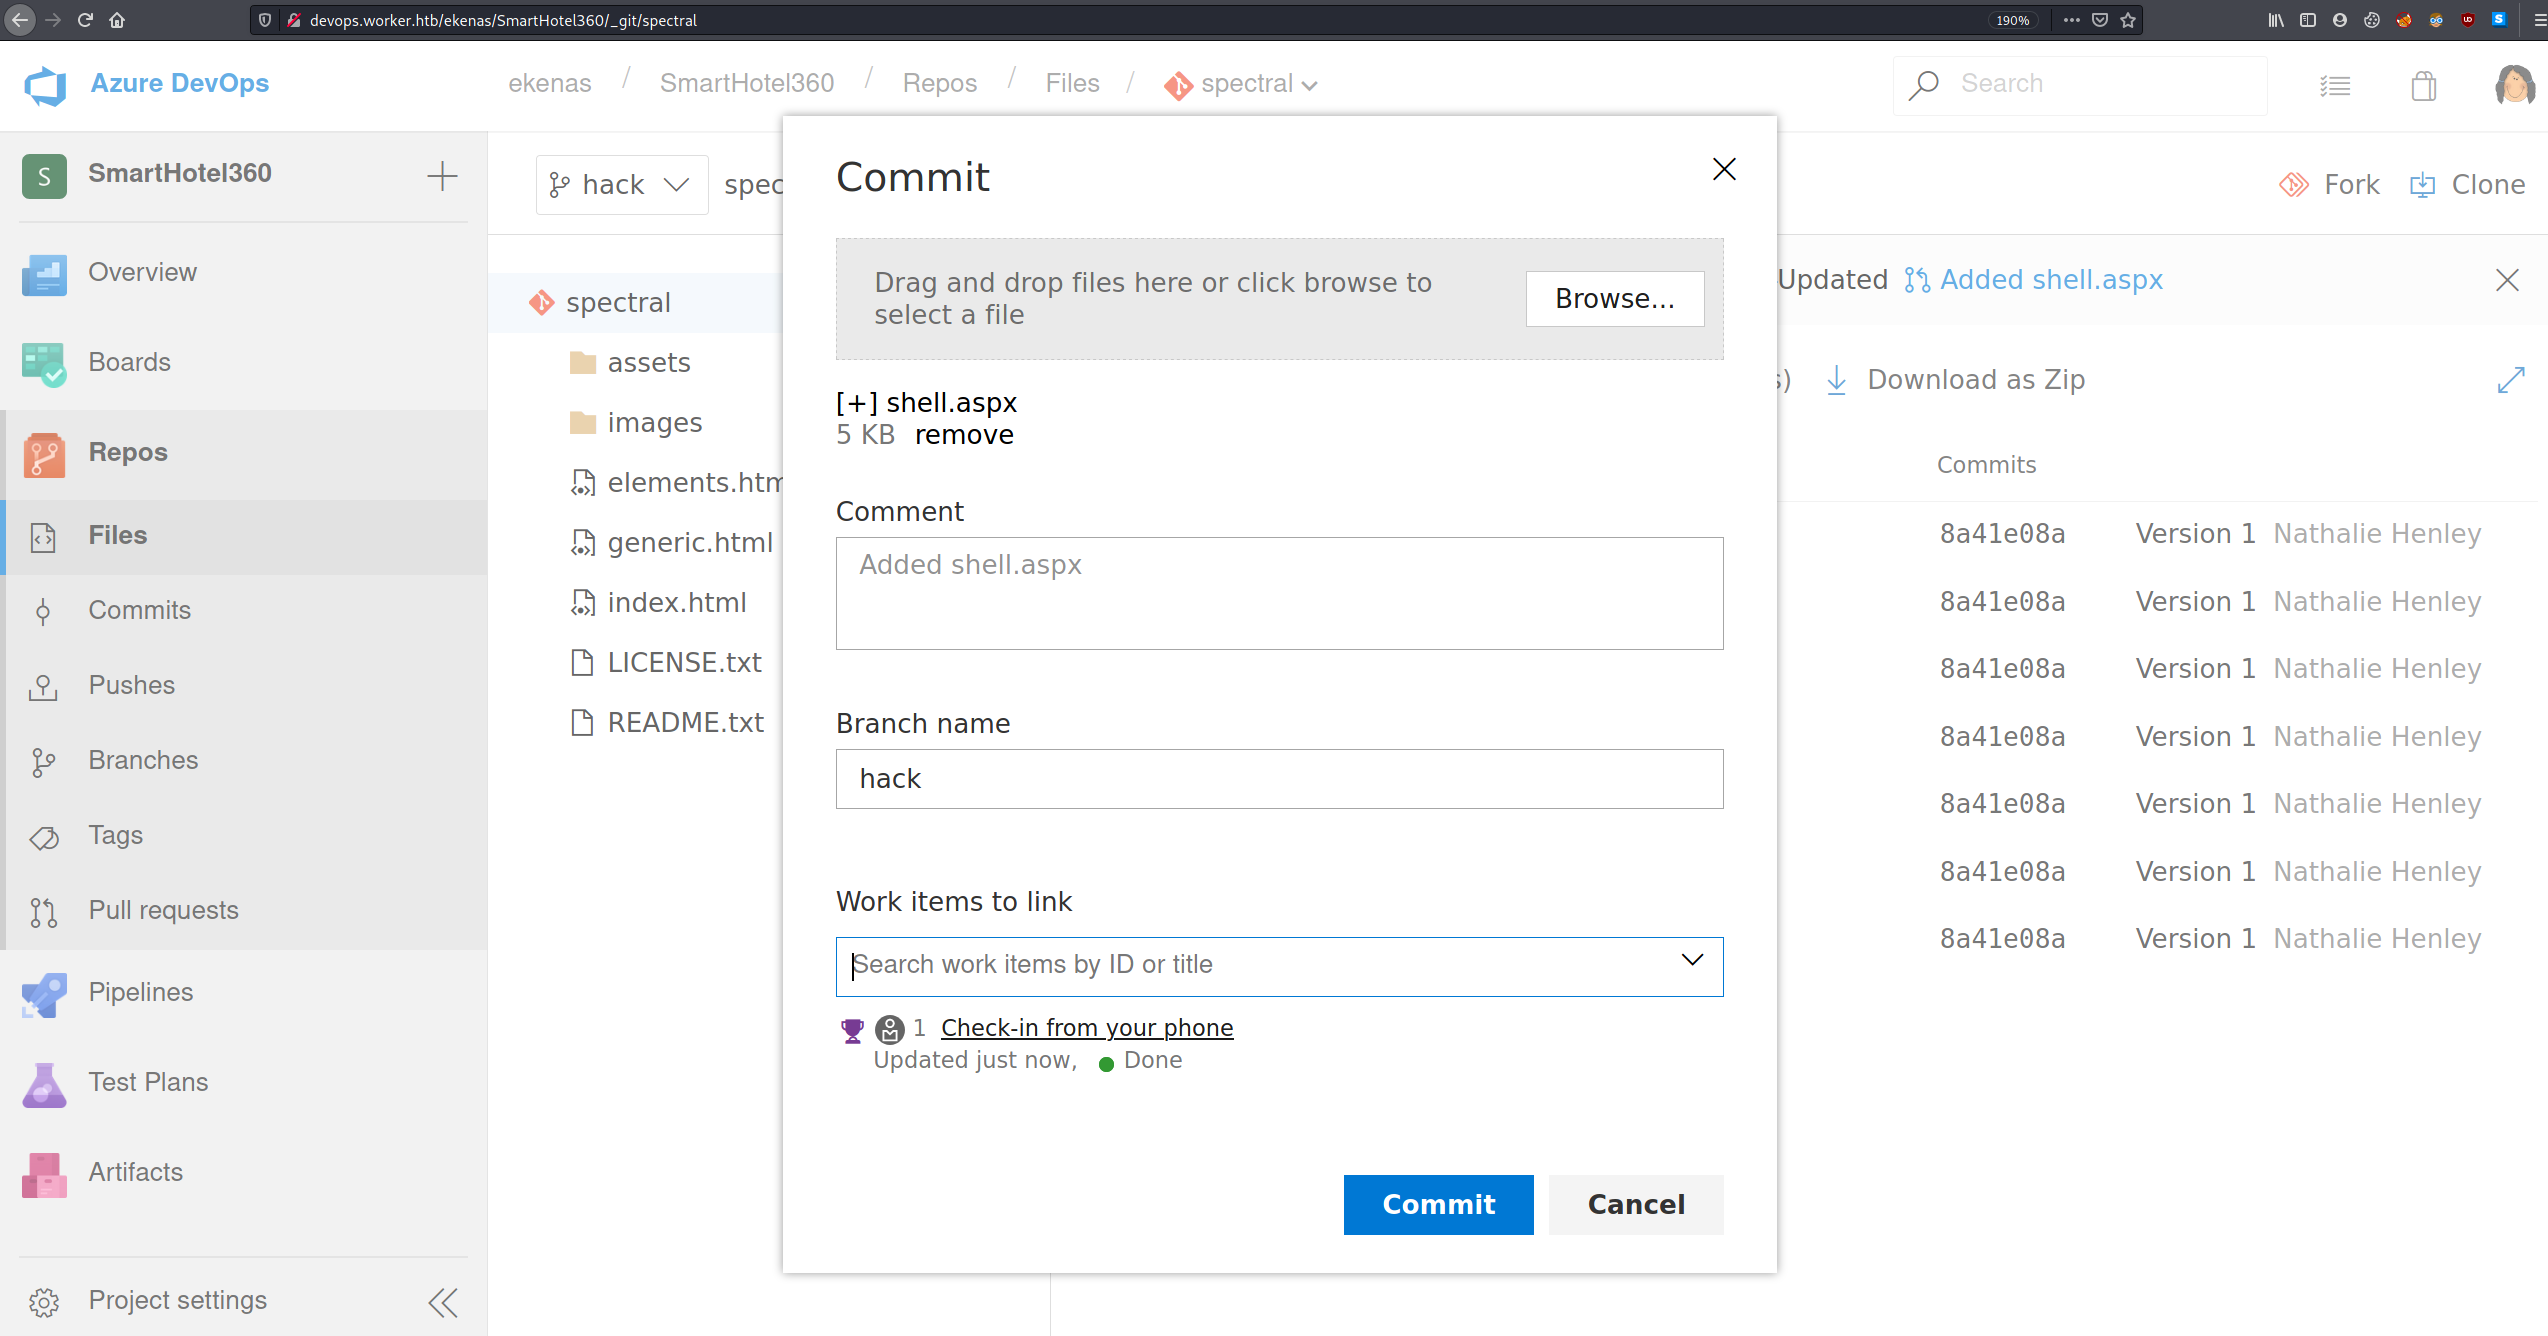 devops.worker.htb/ekenas/SmartHotel360/_git/spectral
190%
Azure DevOps
ekenas / SmartHotel360 / Repos / Files / spectral
Search
S SmartHotel360
Overview
Boards
Repos
Files
Commits
Pushes
Branches
Tags
Pull requests
Pipelines
Test Plans
Artifacts
Project settings
hack
spec
Fork
Clone
spectral
assets
images
elements.htm
generic.html
index.html
LICENSE.txt
README.txt
Commit
Drag and drop files here or click browse to
select a file
Browse...
[+] shell.aspx
5 KB remove
Comment
Added shell.aspx
Branch name
hack
Work items to link
Search work items by ID or title
1 Check-in from your phone
Updated just now, Done
Commit
Cancel
Updated Added shell.aspx
s) Download as Zip
Commits
8a41e08a Version 1 Nathalie Henley
8a41e08a Version 1 Nathalie Henley
8a41e08a Version 1 Nathalie Henley
8a41e08a Version 1 Nathalie Henley
8a41e08a Version 1 Nathalie Henley
8a41e08a Version 1 Nathalie Henley
8a41e08a Version 1 Nathalie Henley